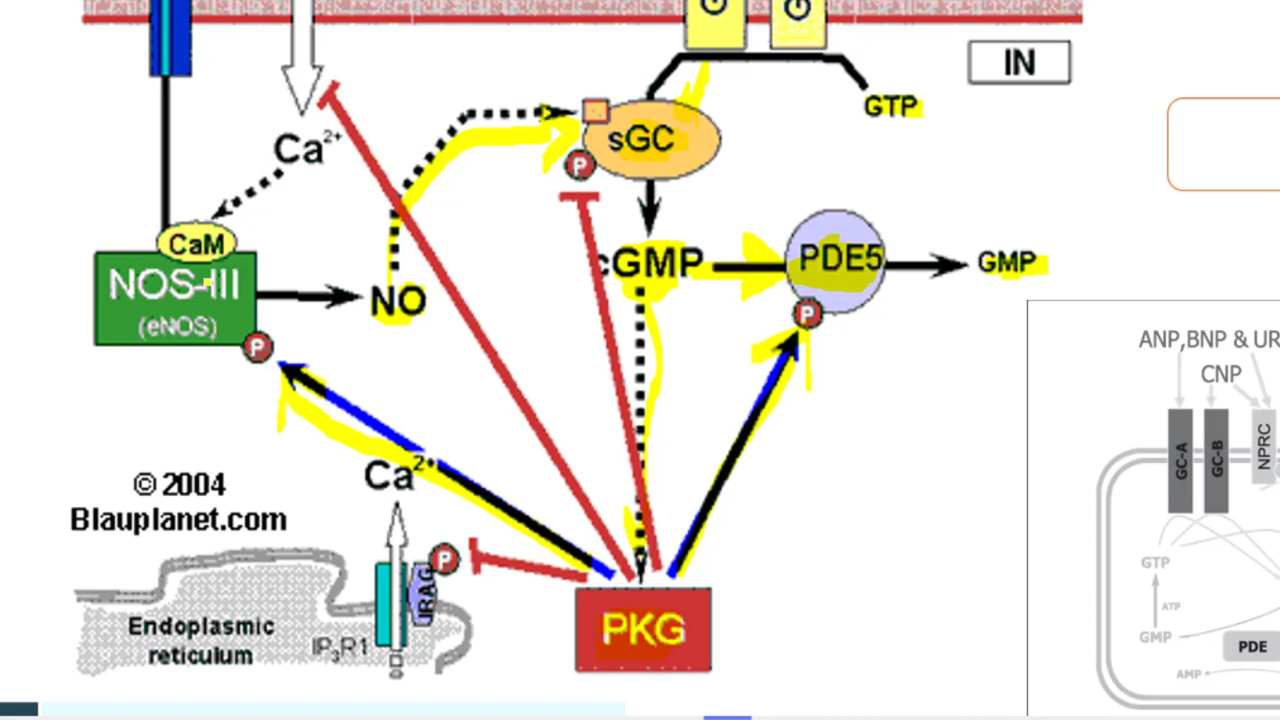 IN
GTP
sGC
Ca2+
P
CaM
NOS-III
(eNOS)
P
NO
cGMP
PDE5
GMP
P
Ca2+
© 2004
Blauplanet.com
P
IRAG
Endoplasmic
reticulum
IP3R1
PKG
ANP,BNP & UR
CNP
GC-A
GC-B
NPRC
GTP
ATP
GMP
PDE
AMP